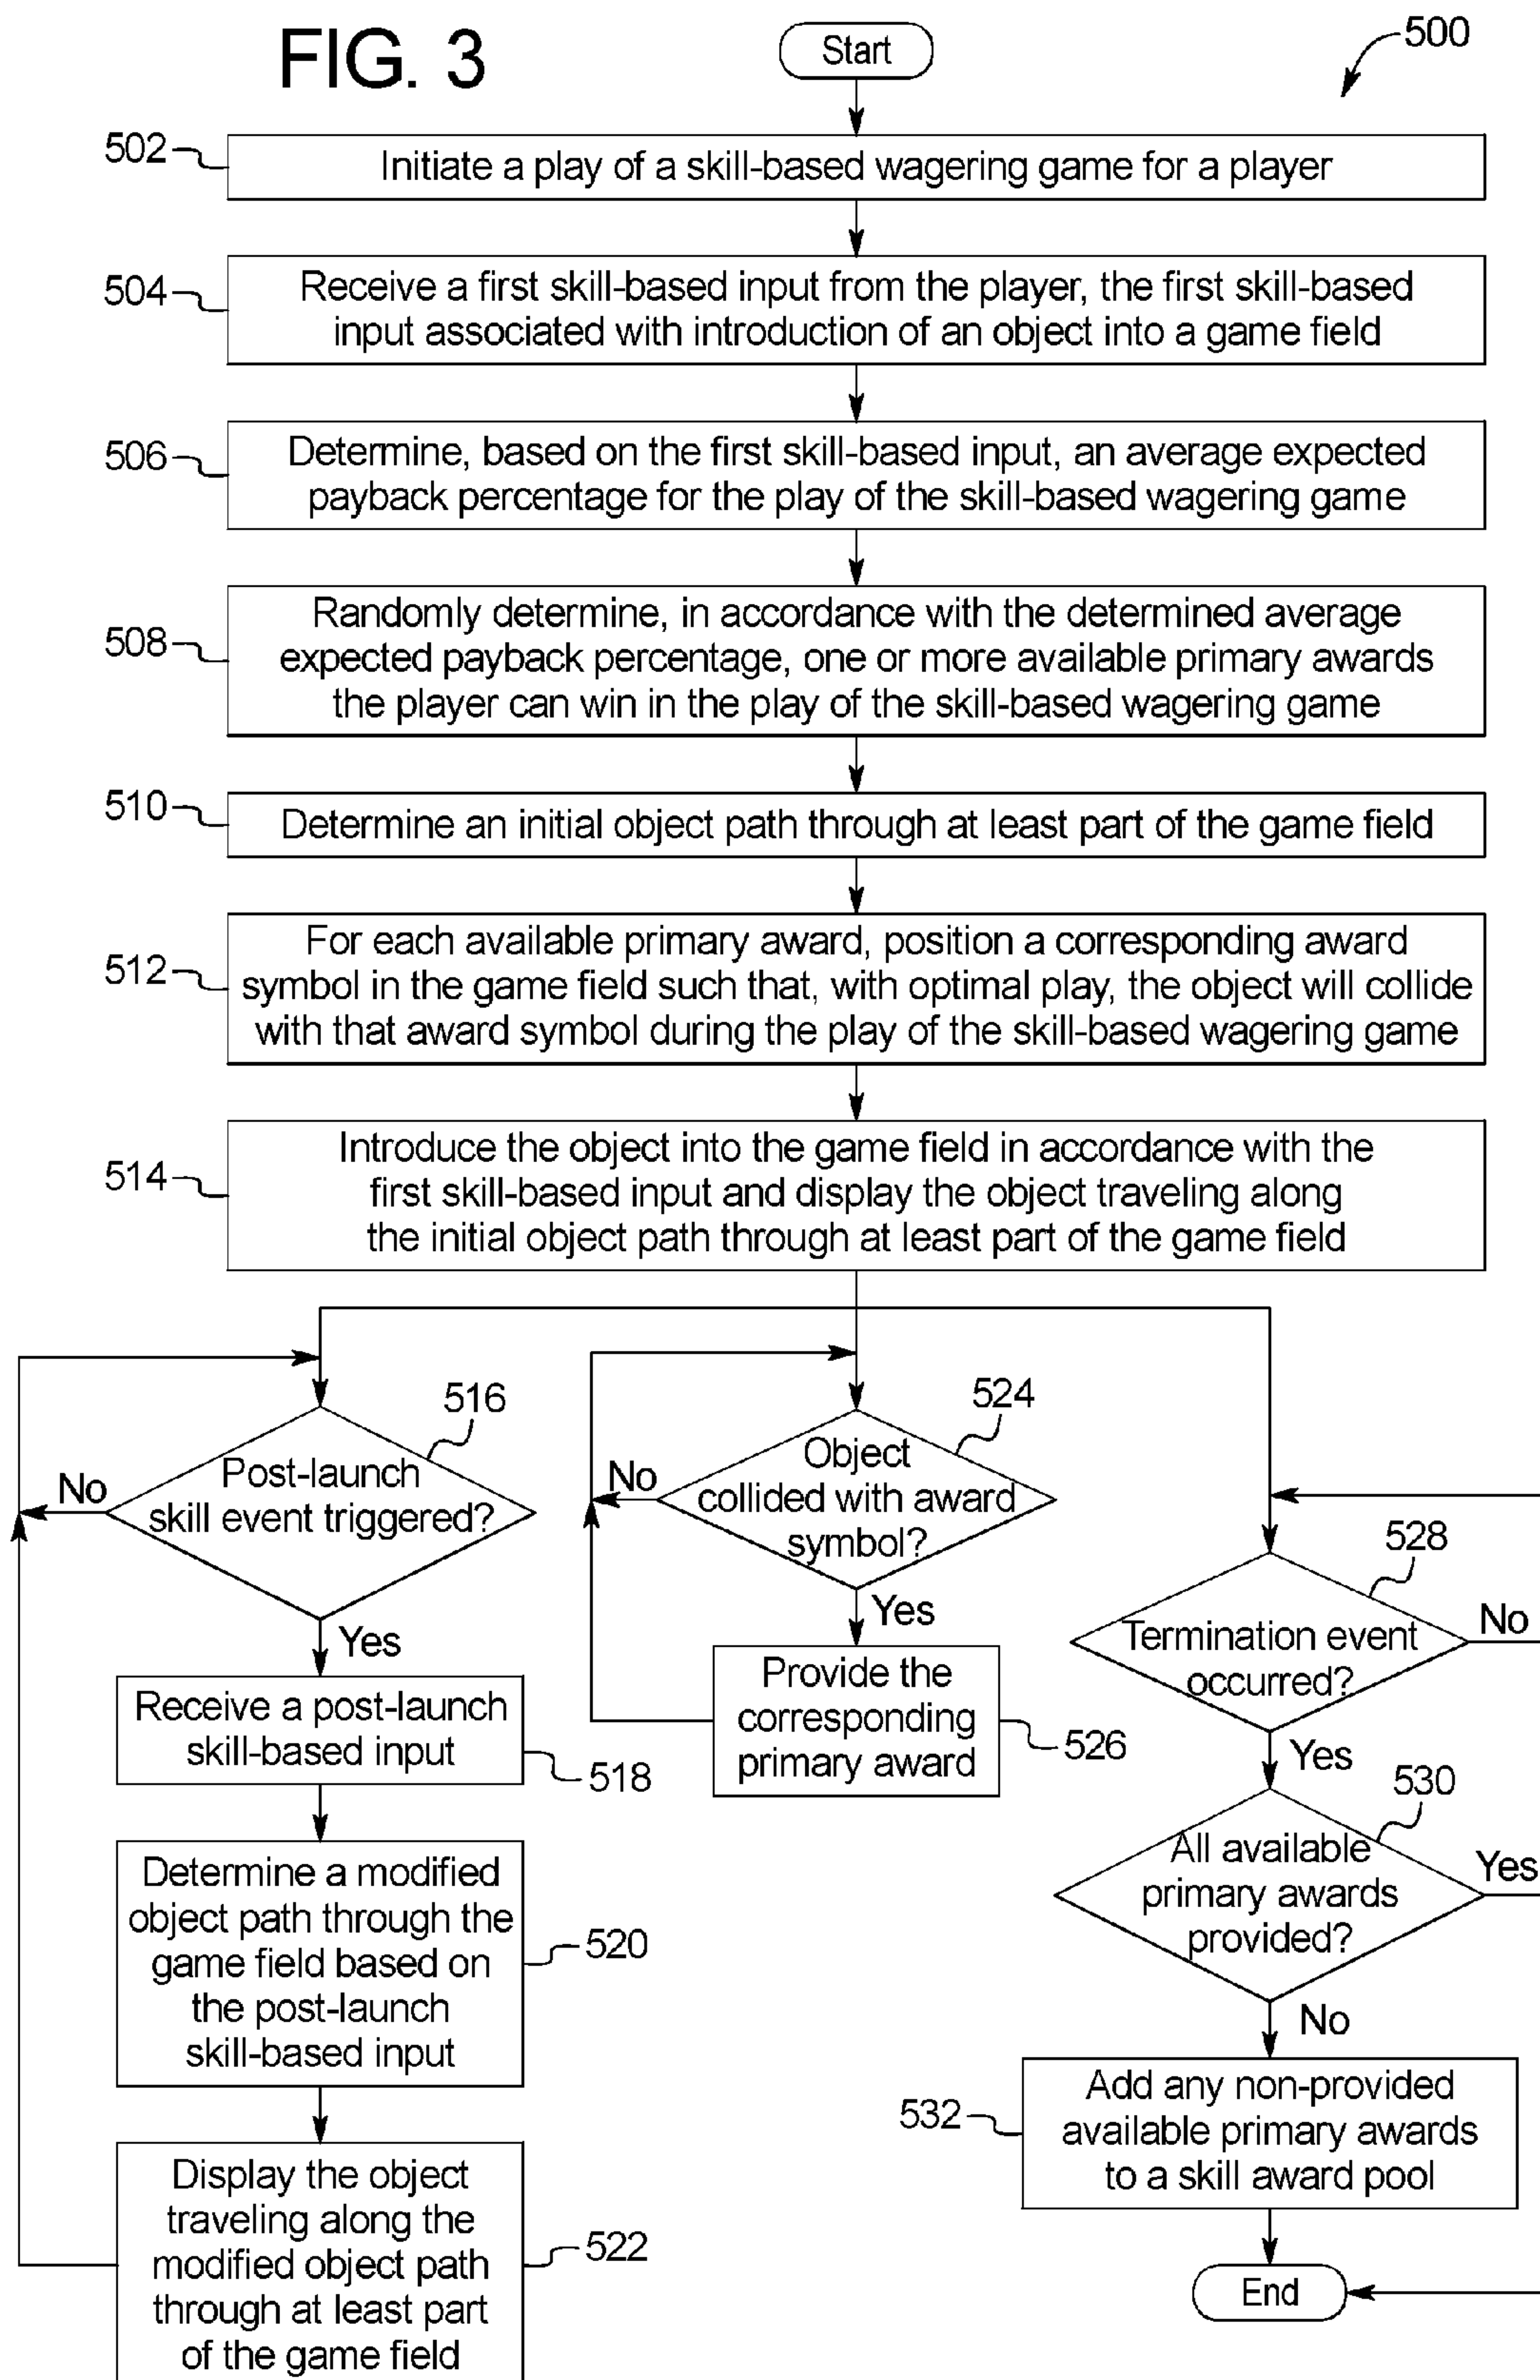 FIG. 3
Start
500
502
Initiate a play of a skill-based wagering game for a player
504
Receive a first skill-based input from the player, the first skill-based
input associated with introduction of an object into a game field
506
Determine, based on the first skill-based input, an average expected
payback percentage for the play of the skill-based wagering game
508
Randomly determine, in accordance with the determined average
expected payback percentage, one or more available primary awards
the player can win in the play of the skill-based wagering game
510
Determine an initial object path through at least part of the game field
512
For each available primary award, position a corresponding award
symbol in the game field such that, with optimal play, the object will collide
with that award symbol during the play of the skill-based wagering game
514
Introduce the object into the game field in accordance with the
first skill-based input and display the object traveling along
the initial object path through at least part of the game field
516
No
Post-launch
skill event triggered?
Yes
Receive a post-launch
skill-based input
518
Determine a modified
object path through the
game field based on
the post-launch
skill-based input
520
Display the object
traveling along the
modified object path
through at least part
of the game field
522
524
No
Object
collided with award
symbol?
Yes
Provide the
corresponding
primary award
526
528
Termination event
occurred?
No
Yes
530
All available
primary awards
provided?
Yes
No
532
Add any non-provided
available primary awards
to a skill award pool
End